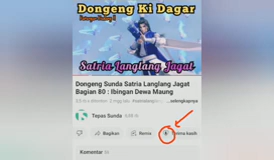 Dongeng Ki Dagar
Satria Langlang Jagat
Dongeng Sunda Satria Langlang Jagat
Bagian 80 : Ibingan Dewa Maung
...selengkapnya
Tepas Sunda
Bagikan
Remix
Terima kasih
Komentar